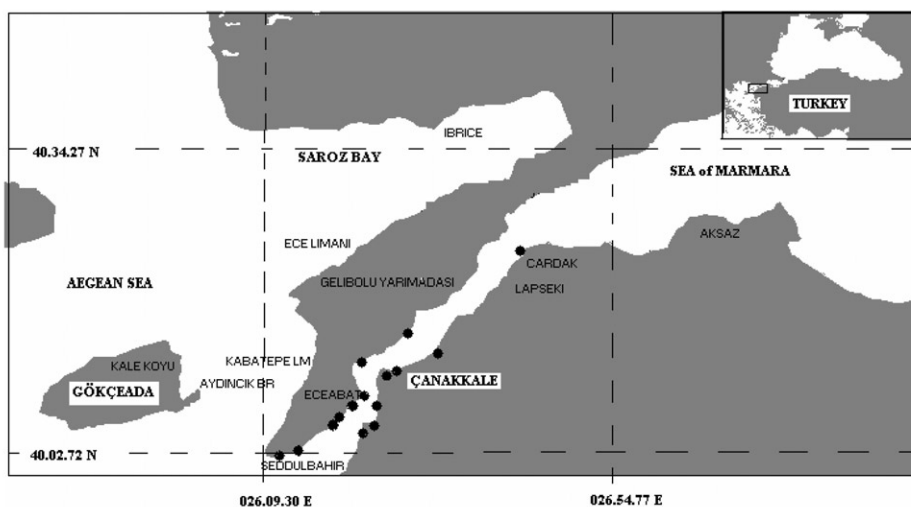 TURKEY
IBRICE
40.34.27 N
SAROZ BAY
SEA of MARMARA
AKSAZ
ECE LIMANI
CARDAK
AEGEAN SEA
GELIBOLU YARIMADASI
LAPSEKI
KALE KOYU
KABATEPE LM
ÇANAKKALE
GÖKÇEADA
AYDINCIK BR
ECEABAT
40.02.72 N
SEDDULBAHIR
026.09.30 E
026.54.77 E